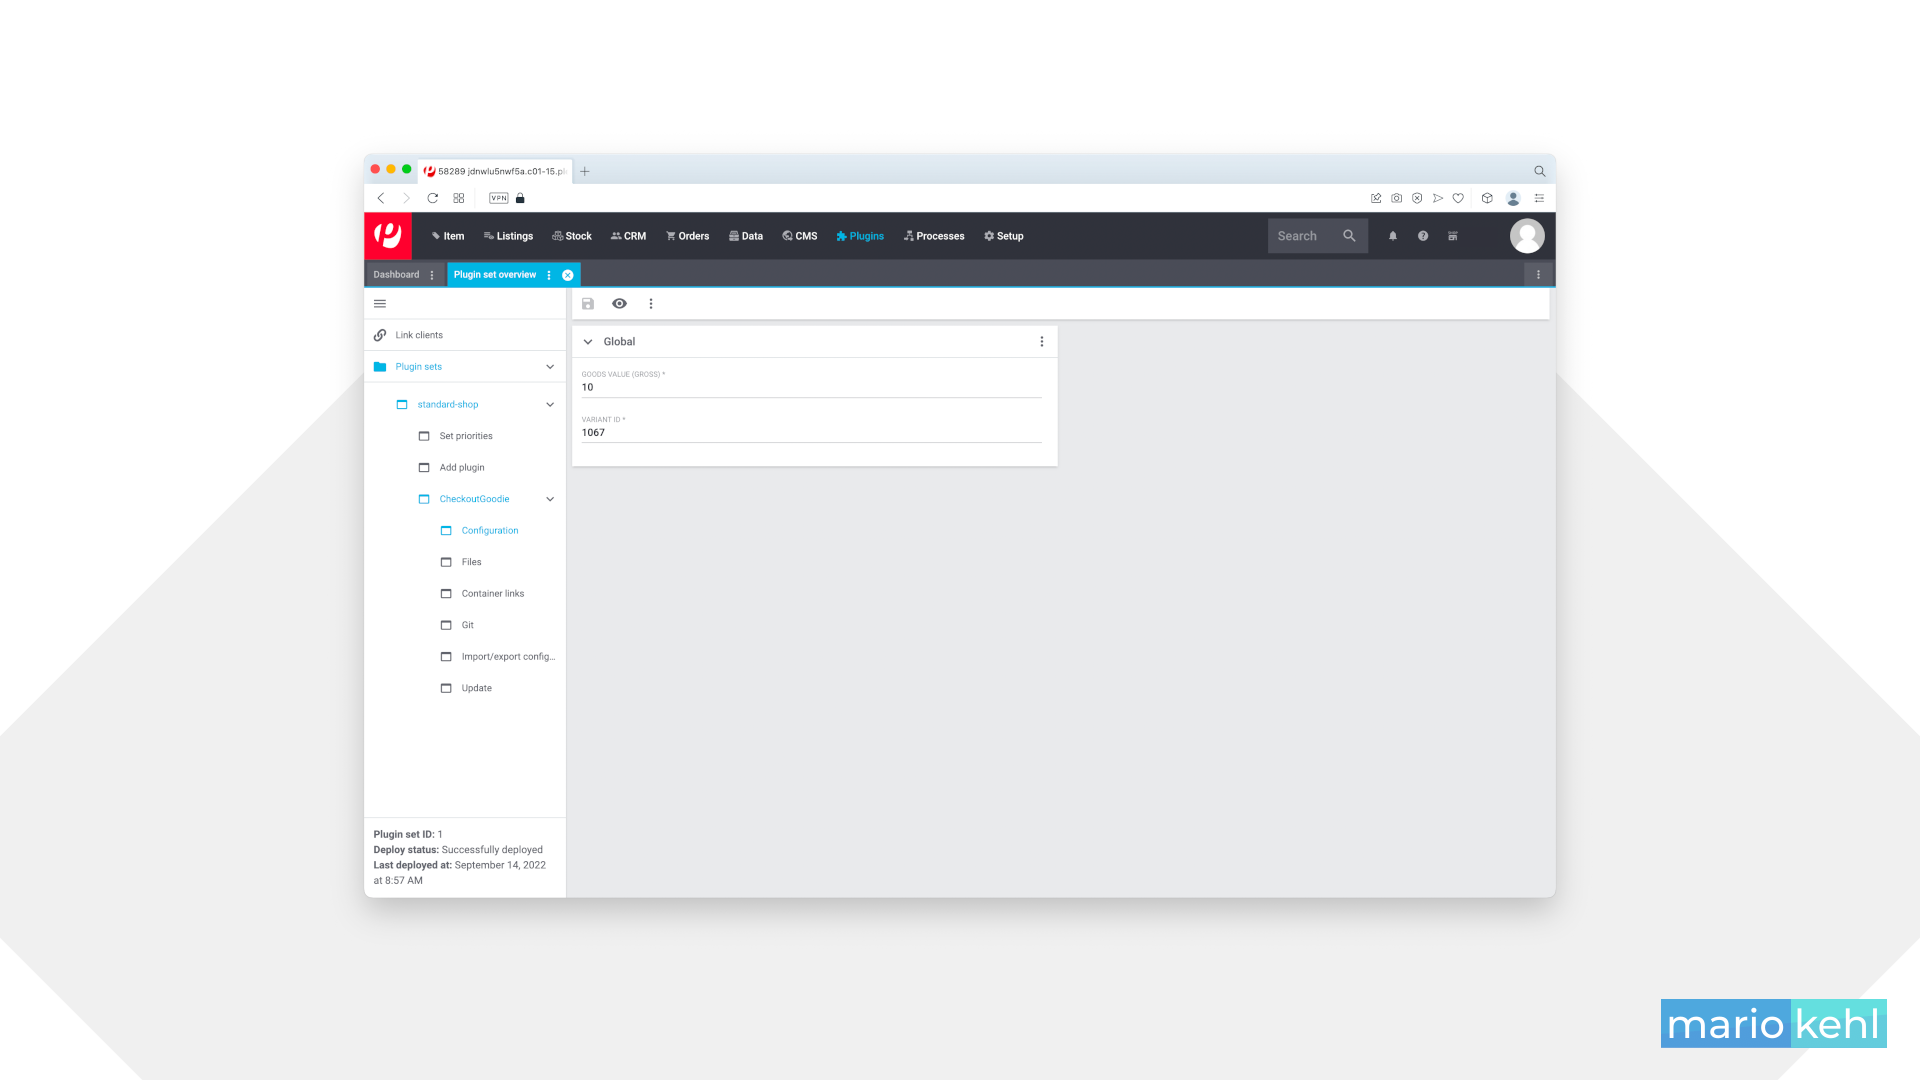 58289 jdnwlu5nwf5a.c01-15.pl
VPN
Item
Listings
Stock
CRM
Orders
Data
CMS
Plugins
Processes
Setup
Search
Dashboard
Plugin set overview
Link clients
Plugin sets
standard-shop
Set priorities
Add plugin
CheckoutGoodie
Configuration
Files
Container links
Git
Import/export config...
Update
Global
GOODS VALUE (GROSS) *
10
VARIANT ID *
1067
Plugin set ID: 1
Deploy status: Successfully deployed
Last deployed at: September 14, 2022
at 8:57 AM
mario kehl